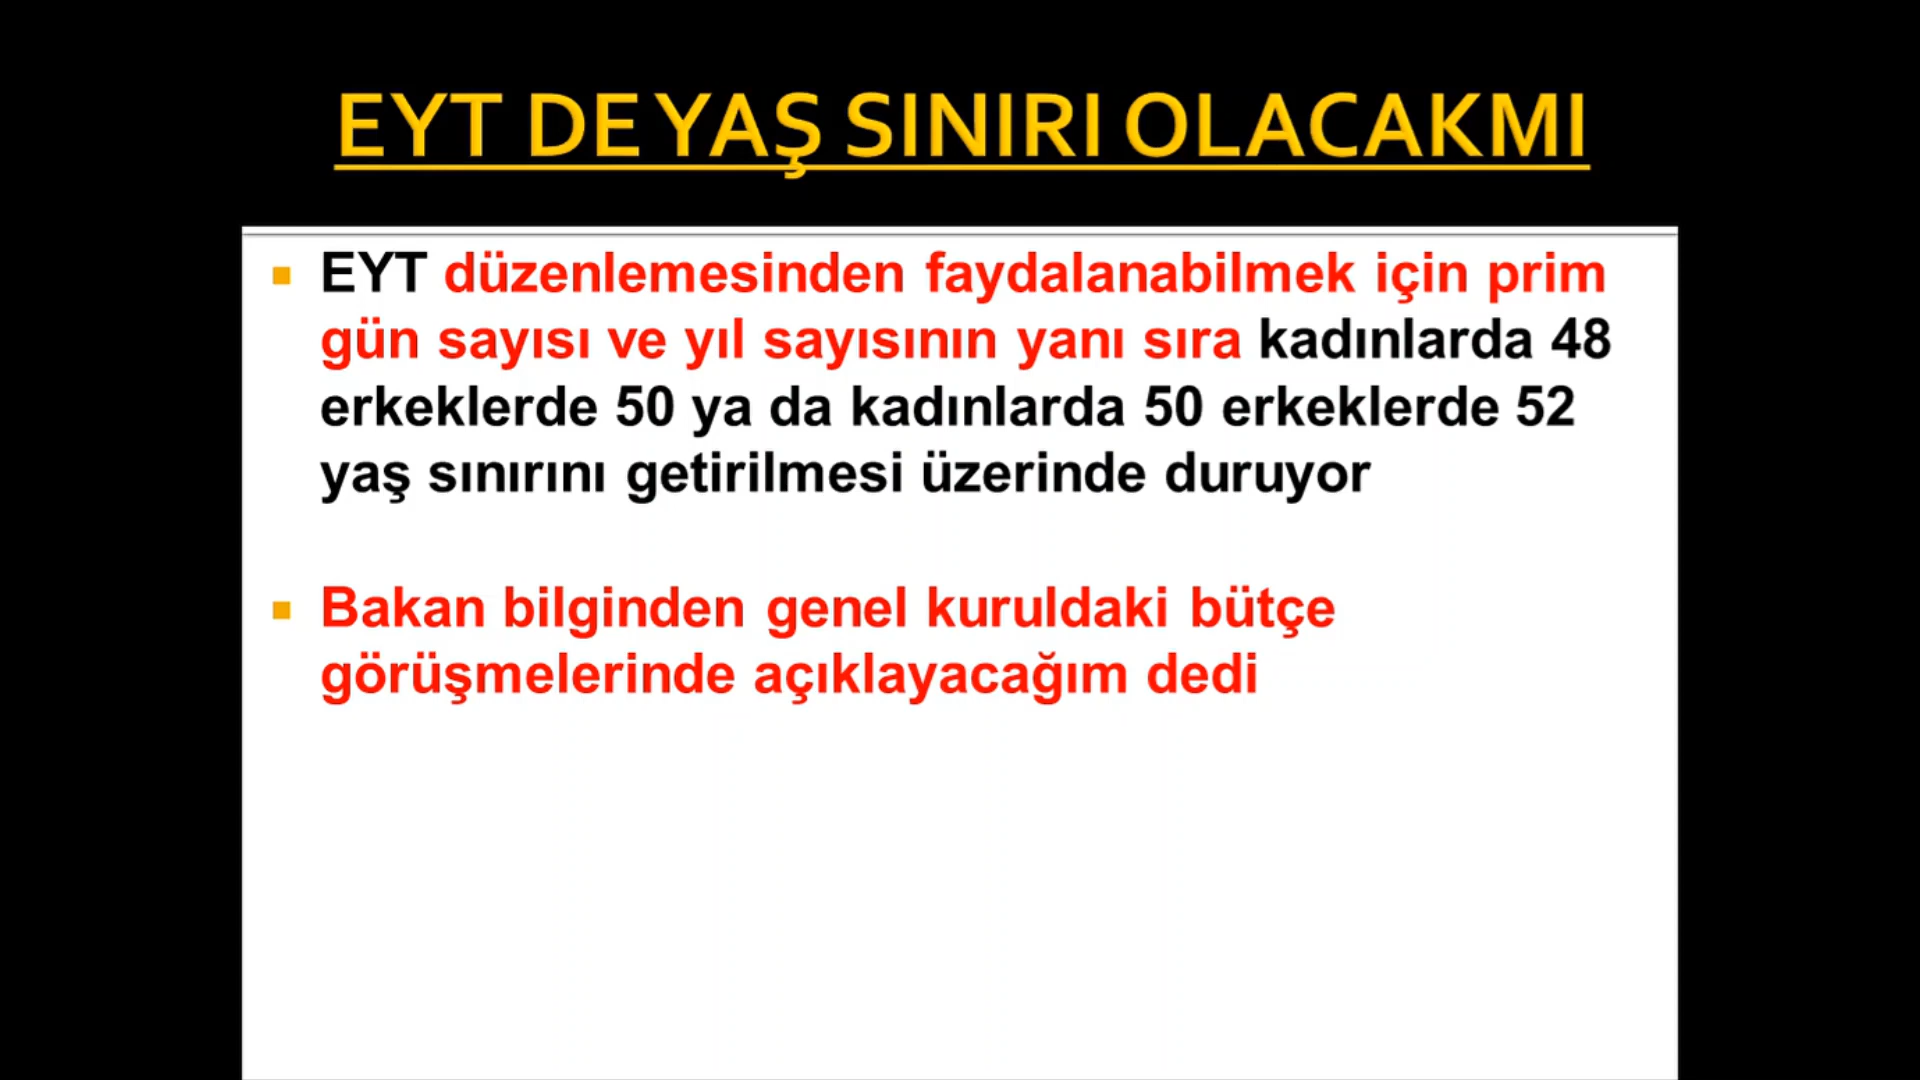 EYT DE YAŞ SINIRI OLACAKMI
EYT düzenlemesinden faydalanabilmek için prim
gün sayısı ve yıl sayısının yanı sıra kadınlarda 48
erkeklerde 50 ya da kadınlarda 50 erkeklerde 52
yaş sınırını getirilmesi üzerinde duruyor
Bakan bilginden genel kuruldaki bütçe
görüşmelerinde açıklayacağım dedi